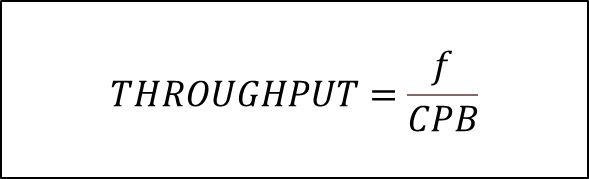 THROUGHPUT = f / CPB